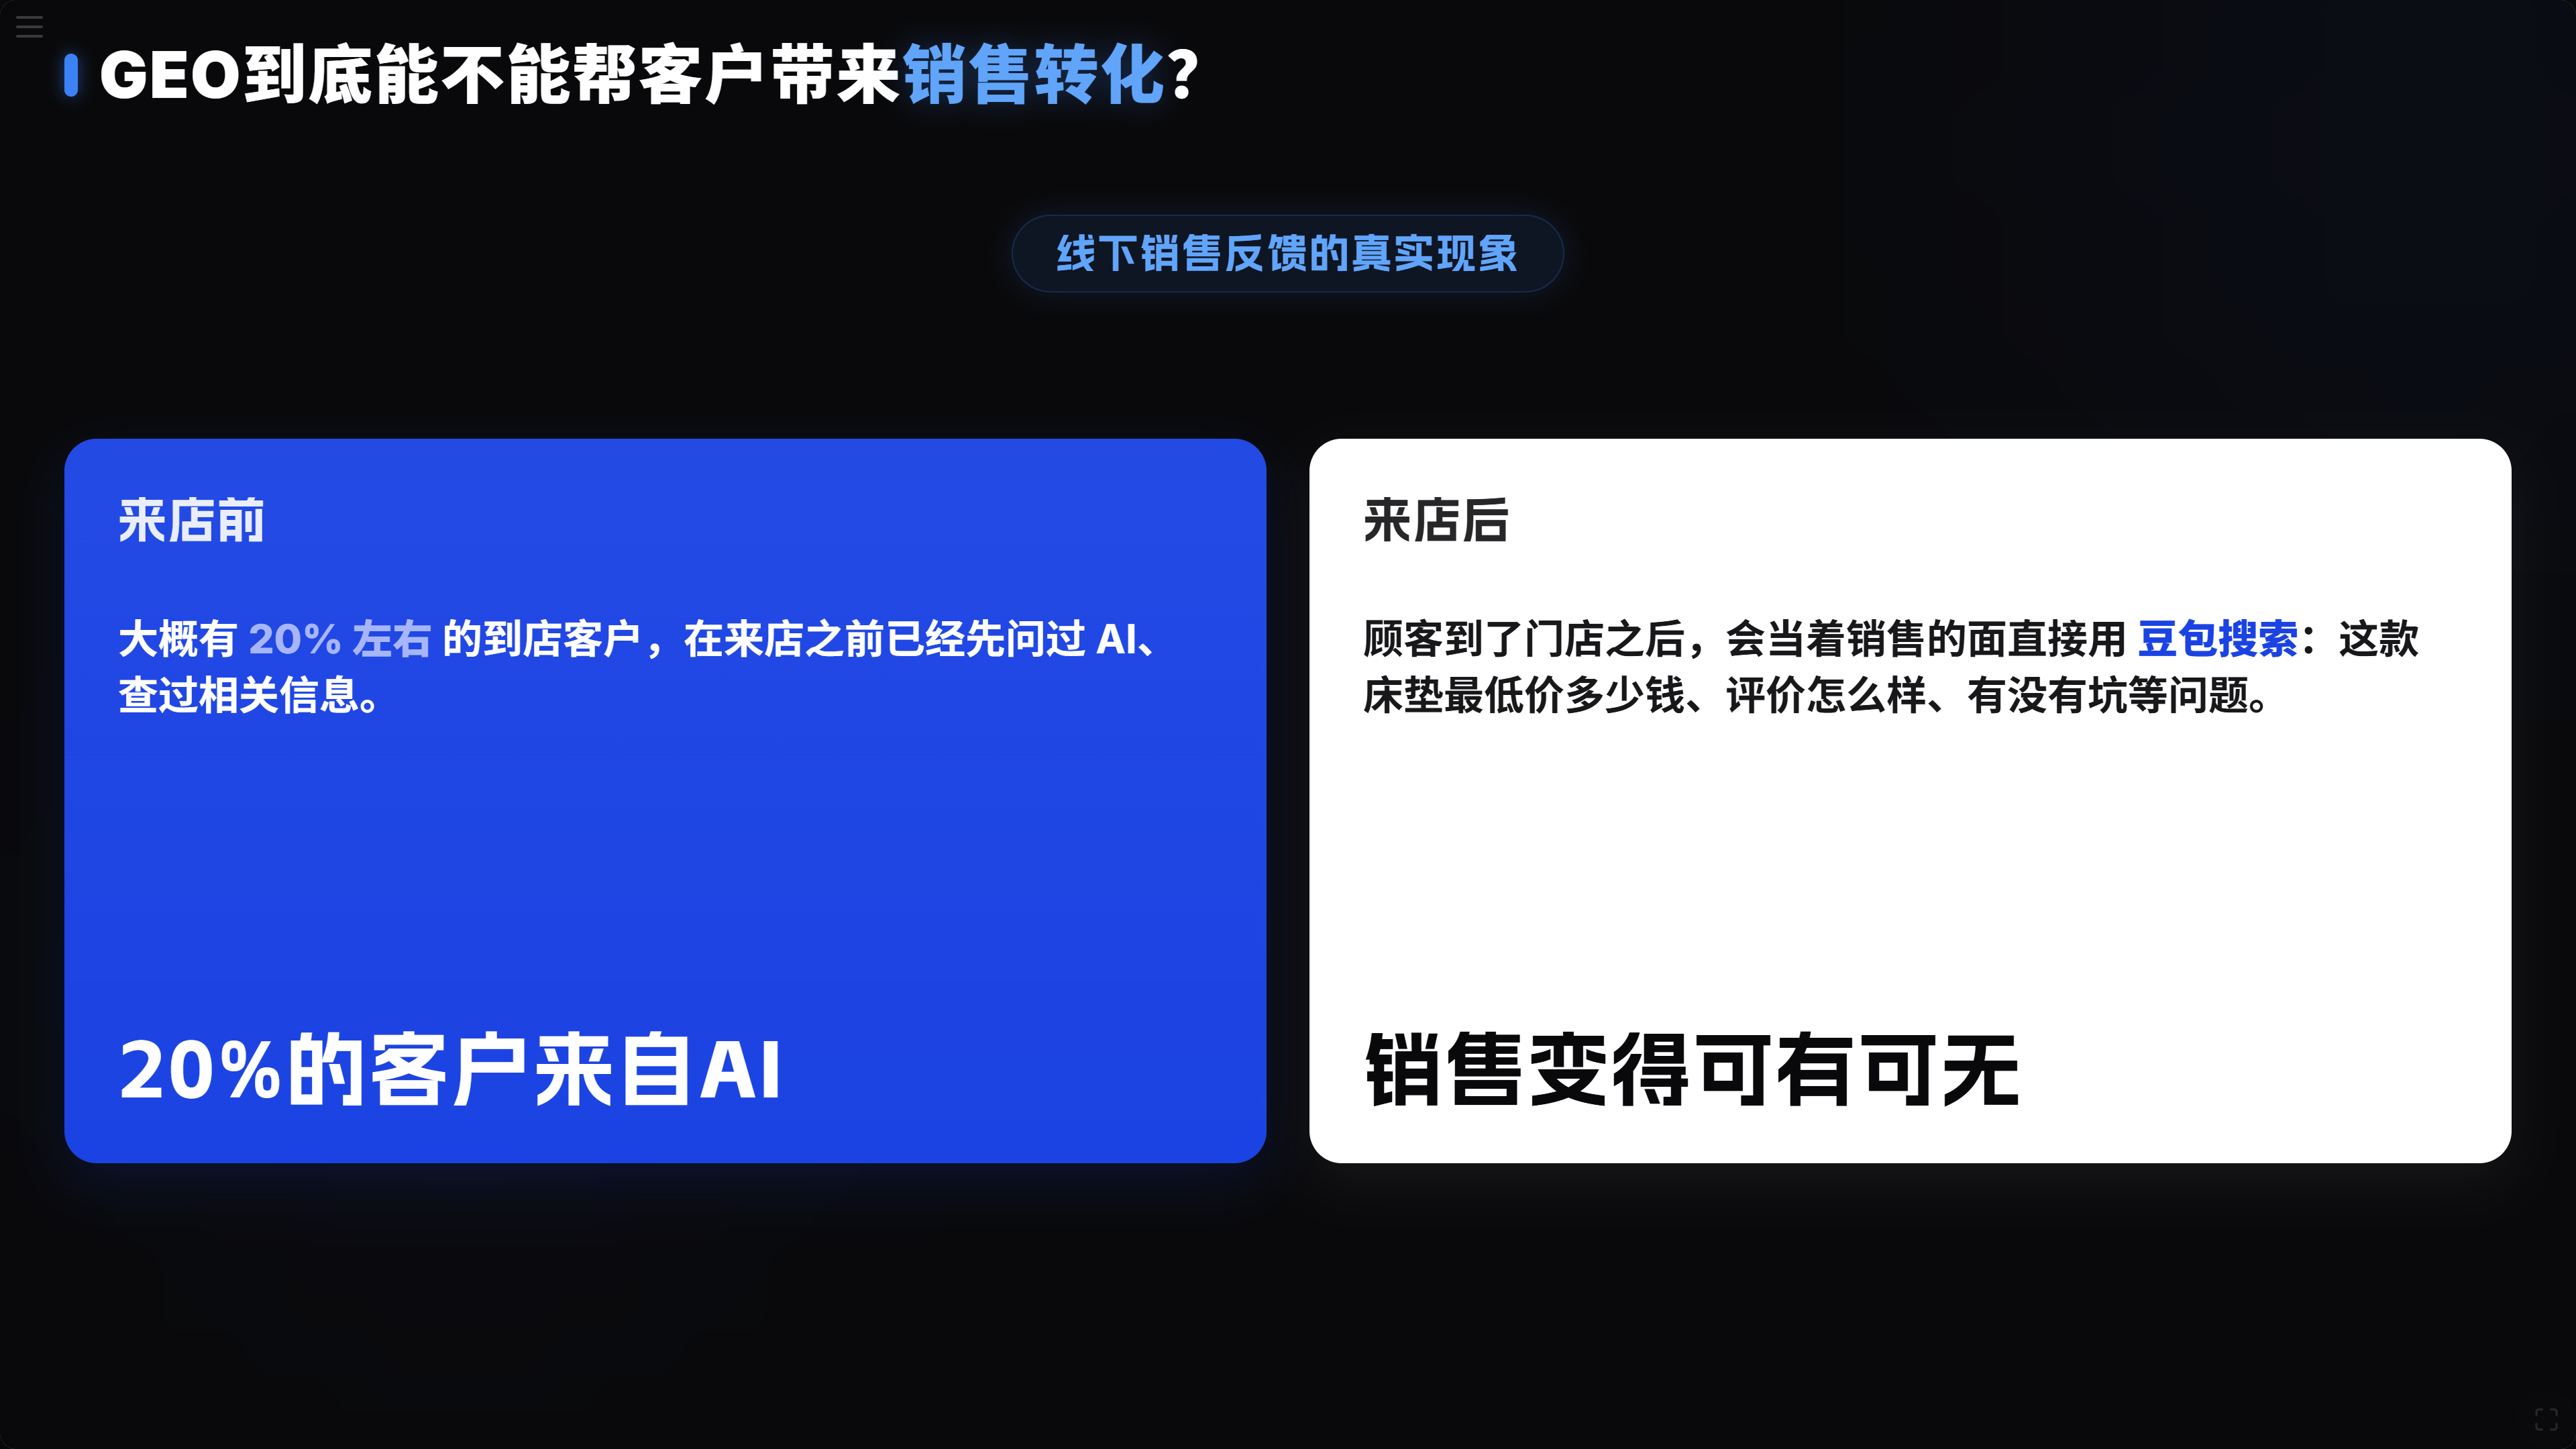 GEO到底能不能帮客户带来销售转化？
线下销售反馈的真实现象
来店前
大概有 20% 左右 的到店客户，在来店之前已经先问过 AI、
查过相关信息。
20%的客户来自AI
来店后
顾客到了门店之后，会当着销售的面直接用 豆包搜索：这款
床垫最低价多少钱、评价怎么样、有没有坑等问题。
销售变得可有可无